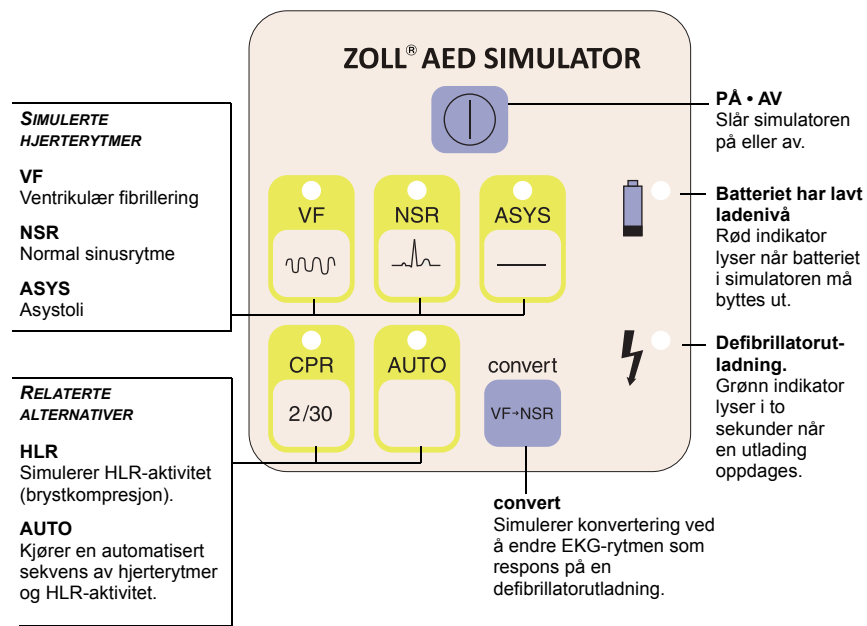 ZOLL® AED SIMULATOR
SIMULERTE
HJERTERYTMER
VF
Ventrikulær fibrillering
NSR
Normal sinusrytme
ASYS
Asystoli
RELATERTE
ALTERNATIVER
HLR
Simulerer HLR-aktivitet
(brystkompresjon).
AUTO
Kjører en automatisert
sekvens av hjerterytmer
og HLR-aktivitet.
VF
NSR
ASYS
CPR
2/30
AUTO
convert
VF→NSR
PÅ • AV
Slår simulatoren
på eller av.
Batteriet har lavt
ladenivå
Rød indikator
lyser når batteriet
i simulatoren må
byttes ut.
Defibrillatorut-
ladning.
Grønn indikator
lyser i to
sekunder når
en utlading
oppdages.
convert
Simulerer konvertering ved
å endre EKG-rytmen som
respons på en
defibrillatorutladning.